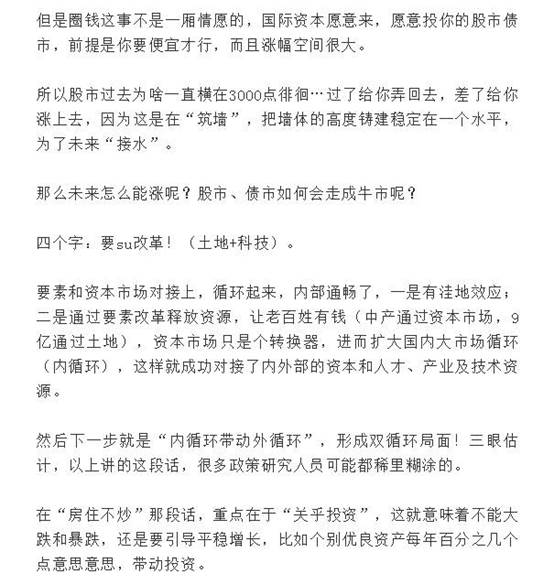 但是圈钱这事不是一厢情愿的，国际资本愿意来，愿意投你的股市债
市，前提是你要便宜才行，而且涨幅空间很大。
所以股市过去为啥一直横在3000点徘徊…过了给你弄回去，差了给你
涨上去，因为这是在“筑墙”，把墙体的高度铸建稳定在一个水平，
为了未来“接水”。
那么未来怎么能涨呢？股市、债市如何会走成牛市呢？
四个字：要su改革！（土地+科技）。
要素和资本市场对接上，循环起来，内部通畅了，一是有洼地效应；
二是通过要素改革释放资源，让老百姓有钱（中产通过资本市场，9
亿通过土地），资本市场只是个转换器，进而扩大国内大市场循环
（内循环），这样就成功对接了内外部的资本和人才、产业及技术资
源。
然后下一步就是“内循环带动外循环”，形成双循环局面！三眼估
计，以上讲的这段话，很多政策研究人员可能都稀里糊涂的。
在“房住不炒”那段话，重点在于“关乎投资”，这就意味着不能大
跌和暴跌，还是要引导平稳增长，比如个别优良资产每年百分之几个
点意思意思，带动投资。